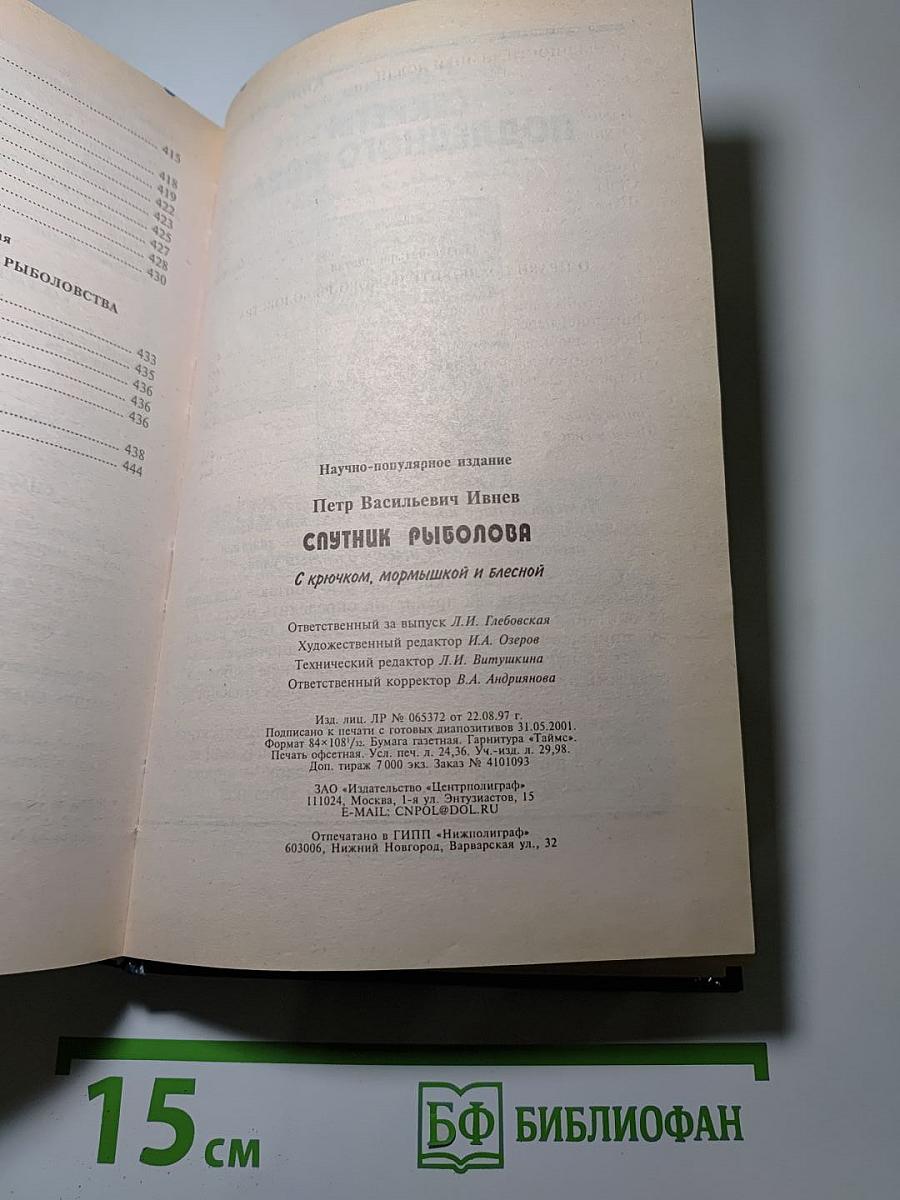 415
418
419
422
423
425
427
428
430
ая
РЫБОЛОВСТВА
433
435
436
436
436
438
444
Научно-популярное издание
Петр Васильевич Ивнев
СПУТНИК РЫБОЛОВА
С крючком, мормышкой и блесной
Ответственный за выпуск Л.И. Глебовская
Художественный редактор И.А. Озеров
Технический редактор Л.И. Витушкина
Ответственный корректор В.А. Андриянова
Изд. лиц. ЛР № 065372 от 22.08.97 г.
Подписано к печати с готовых диапозитивов 31.05.2001.
Формат 84×108¹/₃₂. Бумага газетная. Гарнитура «Таймс».
Печать офсетная. Усл. печ. л. 24,36. Уч.-изд. л. 29,98.
Доп. тираж 7 000 экз. Заказ № 4101093
ЗАО «Издательство «Центрполиграф»
111024, Москва, 1-я ул. Энтузиастов, 15
E-MAIL: CNPOL@DOL.RU
Отпечатано в ГИПП «Нижполиграф»
603006, Нижний Новгород, Варварская ул., 32
15 см
БФ БИБЛИОФАН